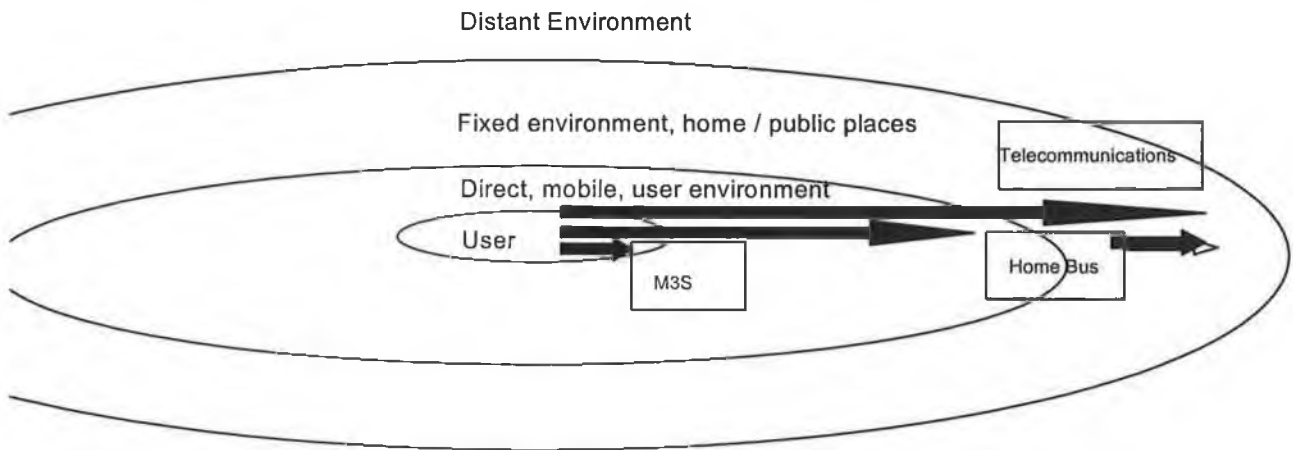 Distant Environment
Fixed environment, home / public places
Telecommunications
Direct, mobile, user environment
User
Home Bus
M3S